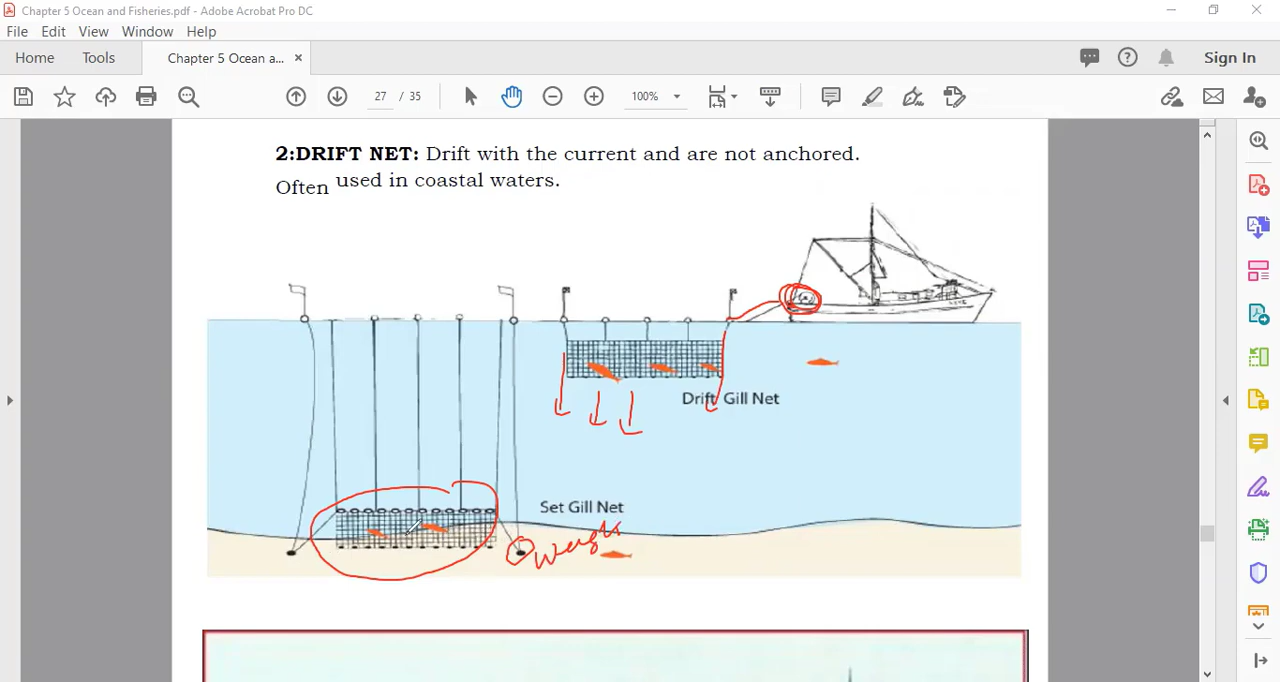 Chapter 5 Ocean and Fisheries.pdf - Adobe Acrobat Pro DC
File Edit View Window Help
Home Tools Chapter 5 Ocean a... × Sign In
27 / 35 100%
2:DRIFT NET: Drift with the current and are not anchored.
Often used in coastal waters.
Drift Gill Net
Set Gill Net